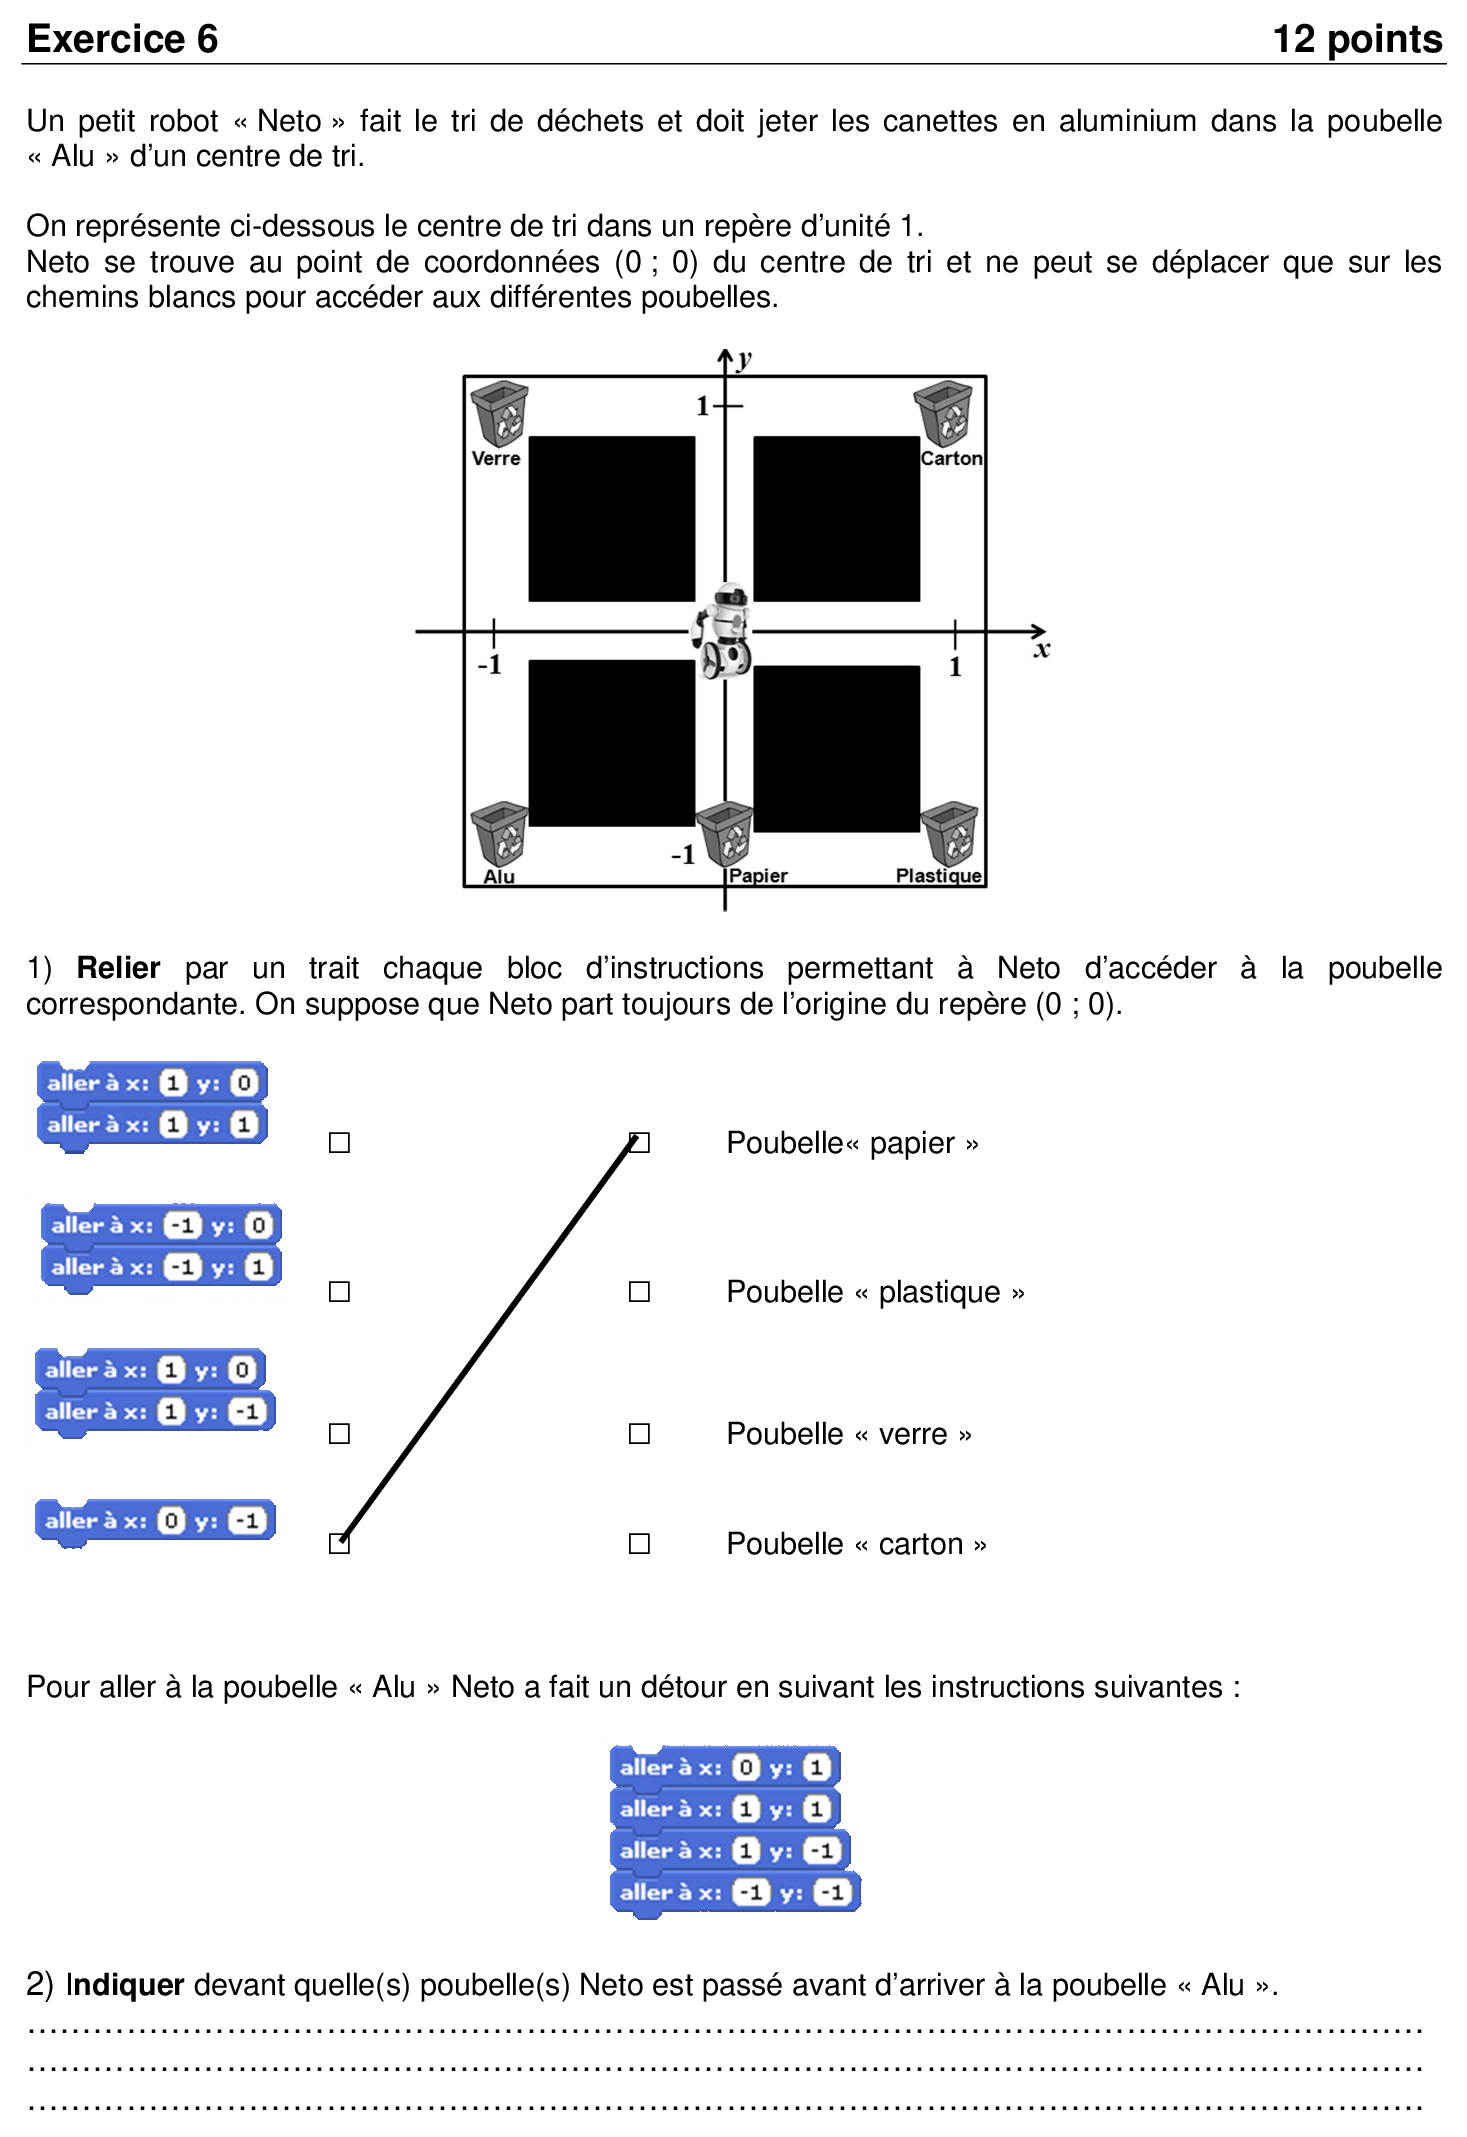 Exercice 6 12 points
Un petit robot « Neto » fait le tri de déchets et doit jeter les canettes en aluminium dans la poubelle
« Alu » d'un centre de tri.
On représente ci-dessous le centre de tri dans un repère d'unité 1.
Neto se trouve au point de coordonnées (0 ; 0) du centre de tri et ne peut se déplacer que sur les
chemins blancs pour accéder aux différentes poubelles.
y
1
Verre Carton
-1 1 x
-1
Alu Papier Plastique
1) Relier par un trait chaque bloc d'instructions permettant à Neto d'accéder à la poubelle
correspondante. On suppose que Neto part toujours de l'origine du repère (0 ; 0).
aller à x: 1 y: 0
aller à x: 1 y: 1
Poubelle« papier »
aller à x: -1 y: 0
aller à x: -1 y: 1
Poubelle « plastique »
aller à x: 1 y: 0
aller à x: 1 y: -1
Poubelle « verre »
aller à x: 0 y: -1
Poubelle « carton »
Pour aller à la poubelle « Alu » Neto a fait un détour en suivant les instructions suivantes :
aller à x: 0 y: 1
aller à x: 1 y: 1
aller à x: 1 y: -1
aller à x: -1 y: -1
2) Indiquer devant quelle(s) poubelle(s) Neto est passé avant d'arriver à la poubelle « Alu ».